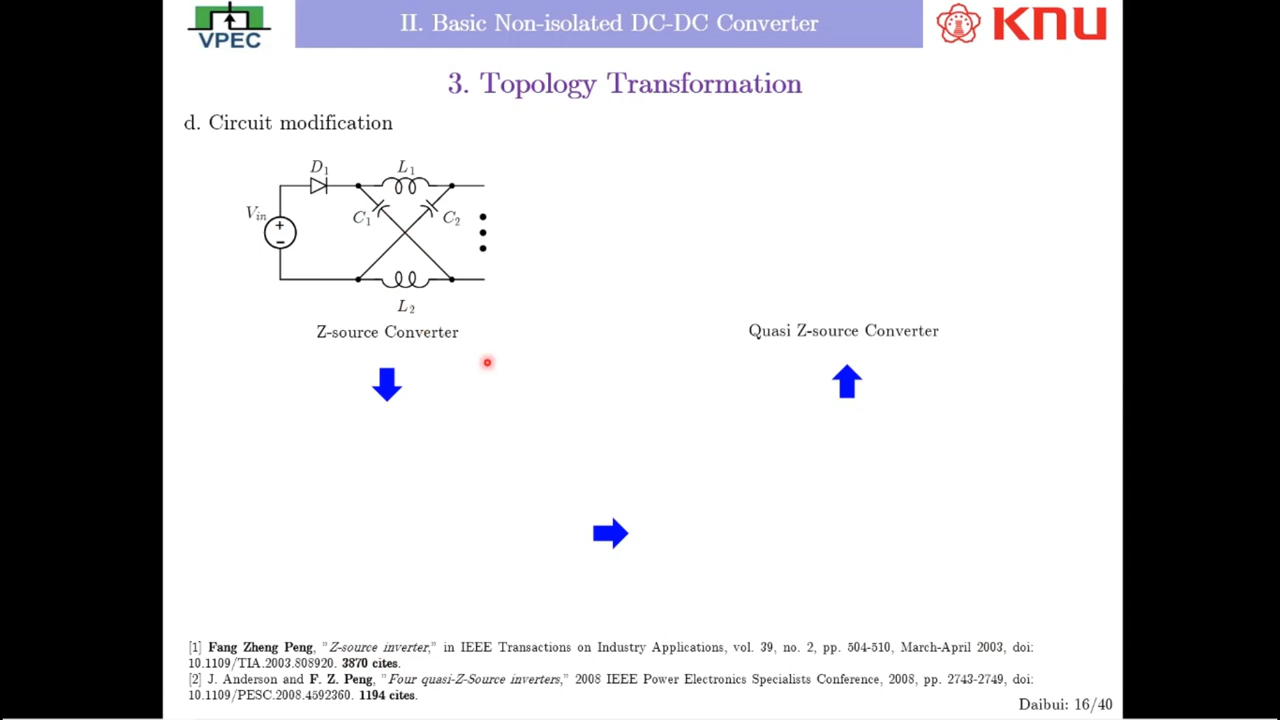 VPEC
II. Basic Non-isolated DC-DC Converter
KNU
3. Topology Transformation
d. Circuit modification
D1
L1
Vin
C1
C2
+
−
L2
Z-source Converter
Quasi Z-source Converter
[1] Fang Zheng Peng, "Z-source inverter," in IEEE Transactions on Industry Applications, vol. 39, no. 2, pp. 504-510, March-April 2003, doi:
10.1109/TIA.2003.808920. 3870 cites.
[2] J. Anderson and F. Z. Peng, "Four quasi-Z-Source inverters," 2008 IEEE Power Electronics Specialists Conference, 2008, pp. 2743-2749, doi:
10.1109/PESC.2008.4592360. 1194 cites.
Daibui: 16/40